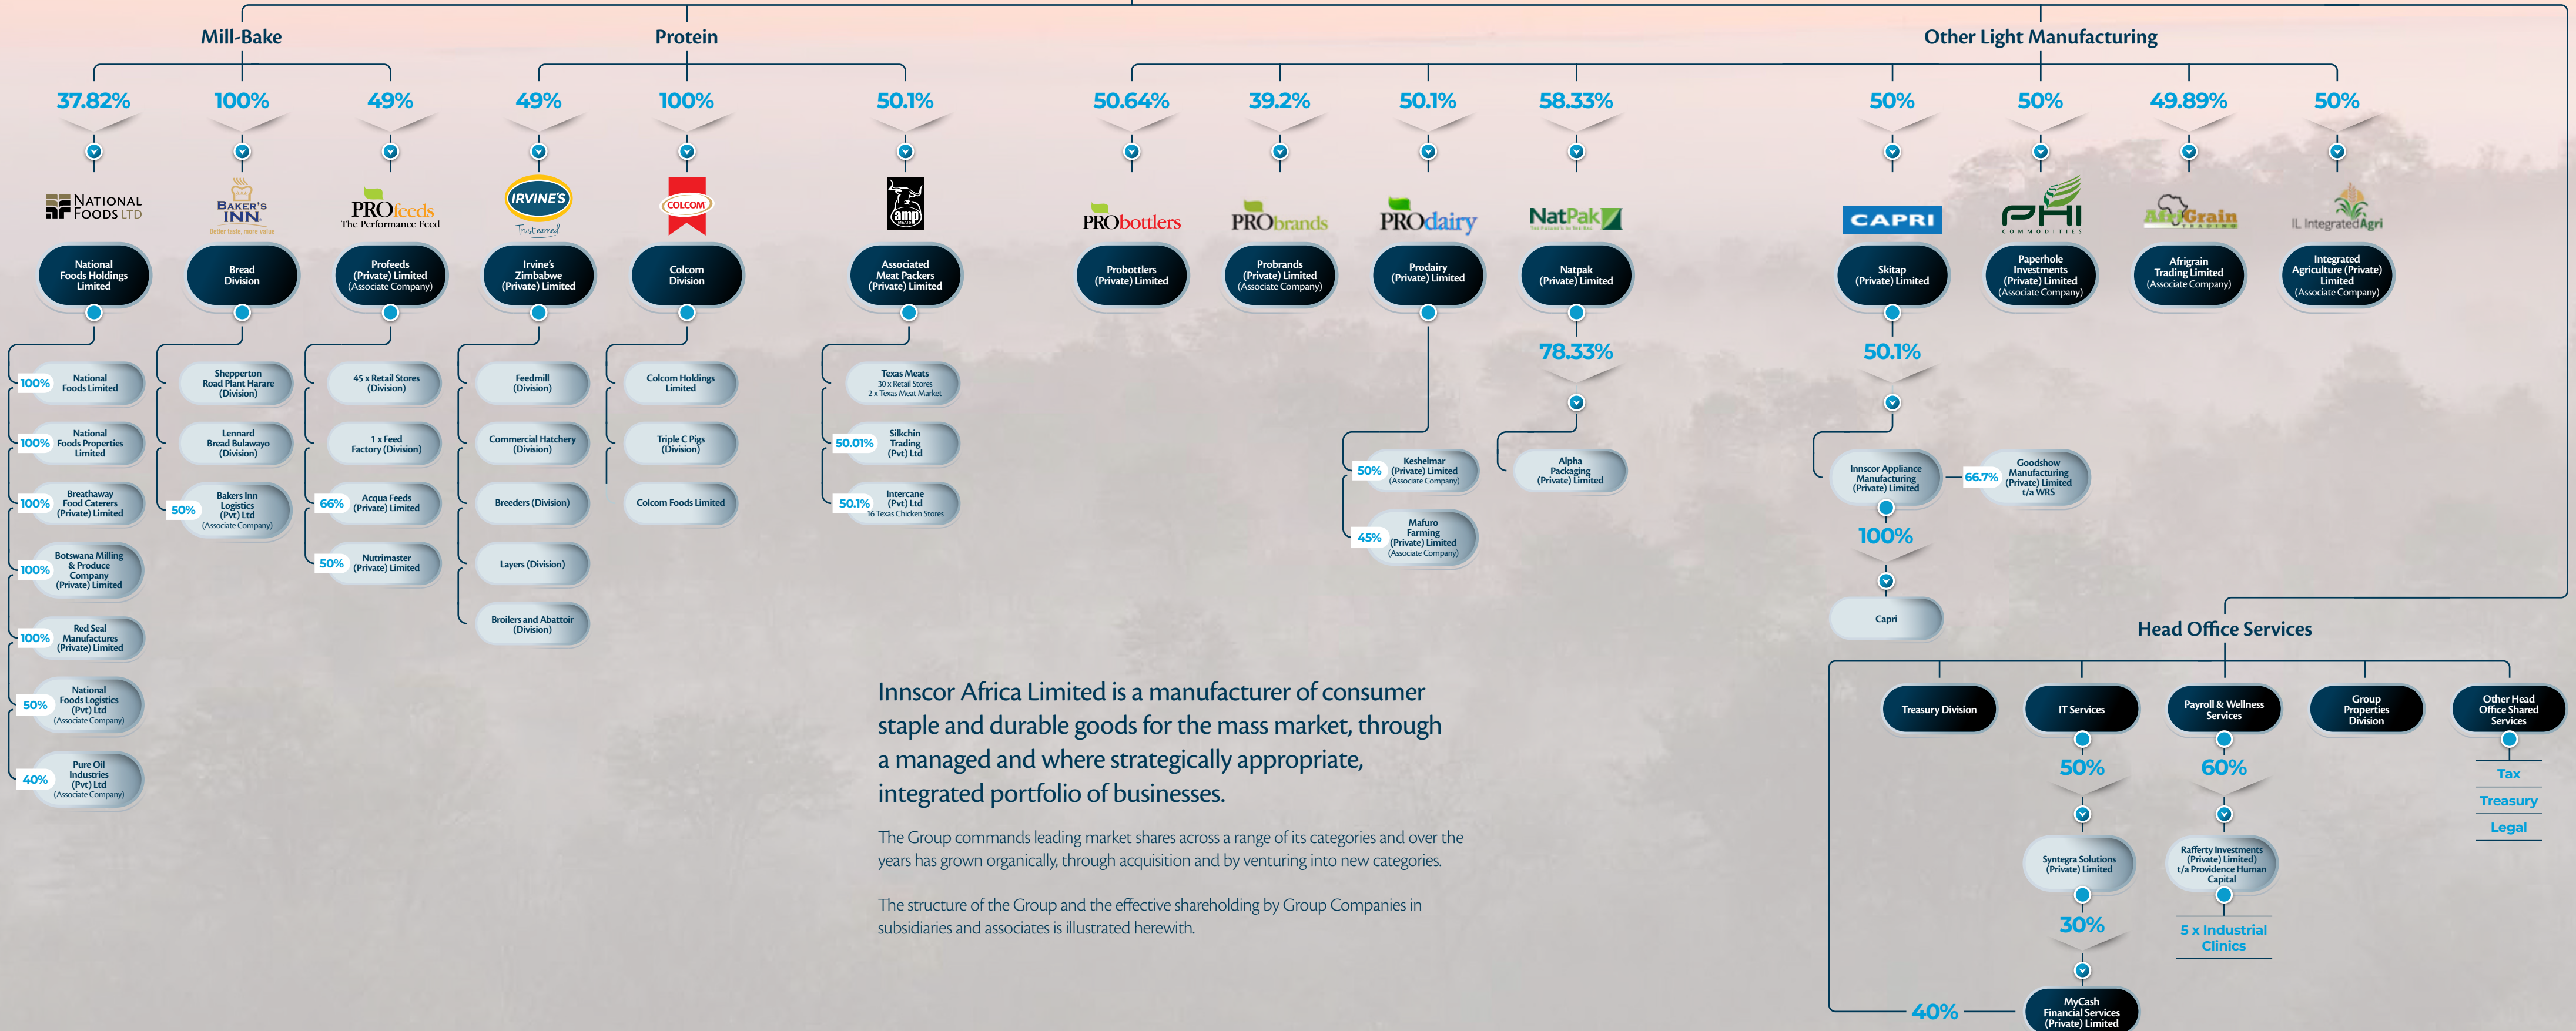 Mill-Bake
Protein
Other Light Manufacturing
37.82%
100%
49%
49%
100%
50.1%
50.64%
39.2%
50.1%
58.33%
50%
50%
49.89%
50%
NATIONAL
FOODS LTD
BAKER'S
INN
Better taste, more value
PROfeeds
The Performance Feed
IRVINE'S
Trust earned.
COLCOM
amp
MEATS
PRObottlers
PRObrands
PROdairy
NatPak
CAPRI
PHI
COMMODITIES
AfriGrain
TRADING
IL IntegratedAgri
National
Foods Holdings
Limited
Bread
Division
Profeeds
(Private) Limited
(Associate Company)
Irvine's
Zimbabwe
(Private) Limited
Colcom
Division
Associated
Meat Packers
(Private) Limited
Probottlers
(Private) Limited
Probrands
(Private) Limited
(Associate Company)
Prodairy
(Private) Limited
Natpak
(Private) Limited
Skitap
(Private) Limited
Paperhole
Investments
(Private) Limited
(Associate Company)
Afrigrain
Trading Limited
(Associate Company)
Integrated
Agriculture (Private)
Limited
(Associate Company)
100%
National
Foods Limited
100%
National
Foods Properties
Limited
100%
Breathaway
Food Caterers
(Private) Limited
100%
Botswana Milling
& Produce
Company
(Private) Limited
100%
Red Seal
Manufactures
(Private) Limited
50%
National
Foods Logistics
(Pvt) Ltd
(Associate Company)
40%
Pure Oil
Industries
(Pvt) Ltd
(Associate Company)
Shepperton
Road Plant Harare
(Division)
Lennard
Bread Bulawayo
(Division)
50%
Bakers Inn
Logistics
(Pvt) Ltd
(Associate Company)
45 x Retail Stores
(Division)
1 x Feed
Factory (Division)
66%
Acqua Feeds
(Private) Limited
50%
Nutrimaster
(Private) Limited
Feedmill
(Division)
Commercial Hatchery
(Division)
Breeders (Division)
Layers (Division)
Broilers and Abattoir
(Division)
Colcom Holdings
Limited
Triple C Pigs
(Division)
Colcom Foods Limited
Texas Meats
30 x Retail Stores
2 x Texas Meat Market
50.01%
Silkchin
Trading
(Pvt) Ltd
50.1%
Intercane
(Pvt) Ltd
16 Texas Chicken Stores
50%
Keshelmar
(Private) Limited
(Associate Company)
45%
Mafuro
Farming
(Private) Limited
(Associate Company)
78.33%
Alpha
Packaging
(Private) Limited
50.1%
Innscor Appliance
Manufacturing
(Private) Limited
66.7%
Goodshow
Manufacturing
(Private) Limited
t/a WRS
100%
Capri
Innscor Africa Limited is a manufacturer of consumer
staple and durable goods for the mass market, through
a managed and where strategically appropriate,
integrated portfolio of businesses.
The Group commands leading market shares across a range of its categories and over the
years has grown organically, through acquisition and by venturing into new categories.
The structure of the Group and the effective shareholding by Group Companies in
subsidiaries and associates is illustrated herewith.
Head Office Services
Treasury Division
IT Services
Payroll & Wellness
Services
Group
Properties
Division
Other Head
Office Shared
Services
50%
60%
Tax
Treasury
Legal
Syntegra Solutions
(Private) Limited
Rafferty Investments
(Private) Limited)
t/a Providence Human
Capital
30%
5 x Industrial
Clinics
40%
MyCash
Financial Services
(Private) Limited